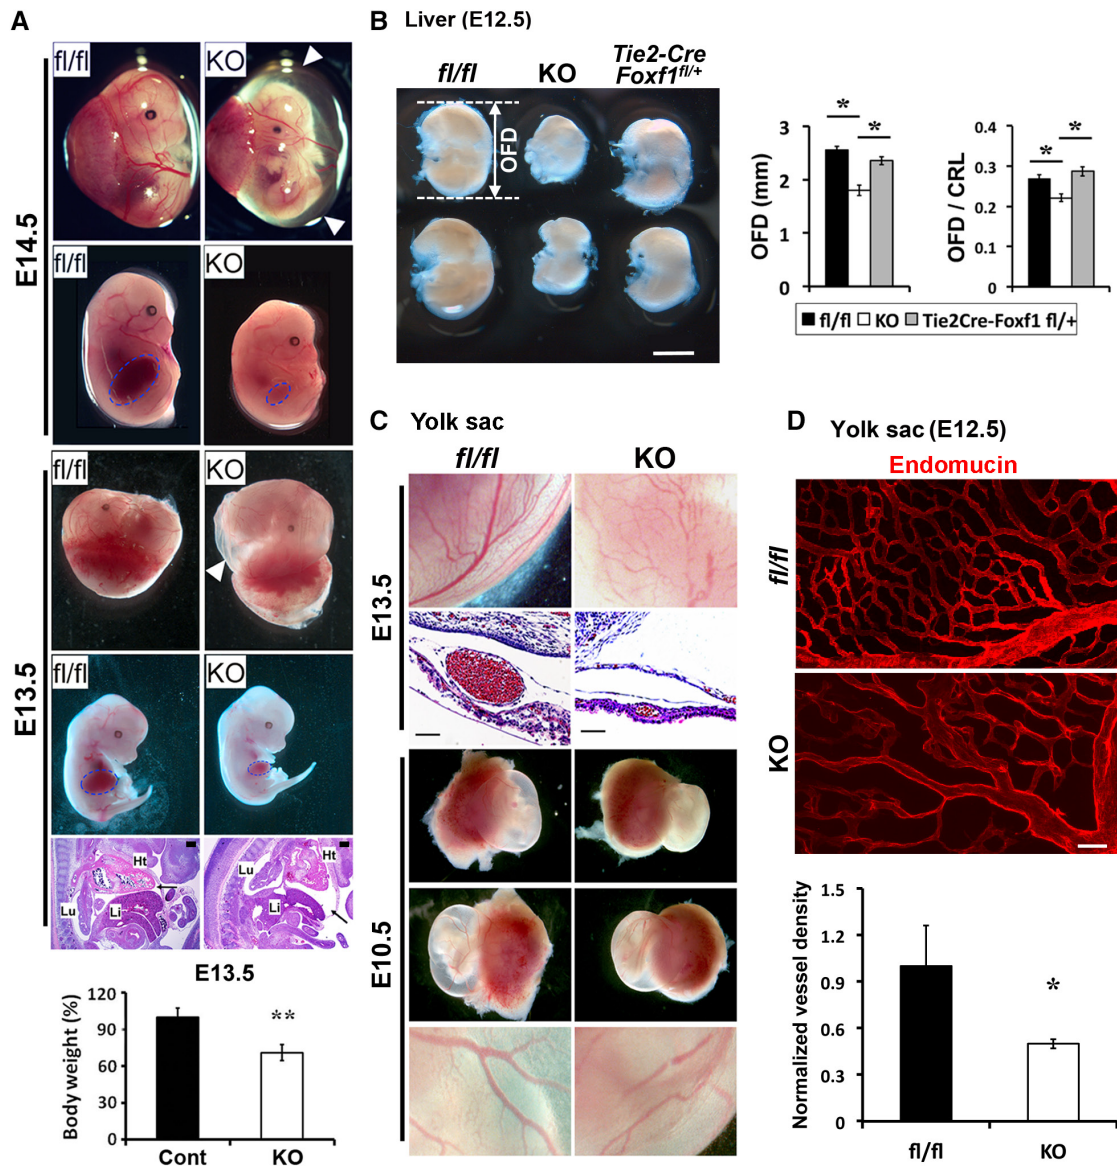 A
fl/fl
KO
fl/fl
KO
E14.5
fl/fl
KO
fl/fl
KO
E13.5
Ht
Lu
Li
Ht
Lu
Li
E13.5
Body weight (%)
120
90
60
30
0
**
Cont
KO
B Liver (E12.5)
fl/fl
KO
Tie2-Cre
Foxf1fl/+
OFD
OFD (mm)
3
2
1
0
*
*
OFD / CRL
0.4
0.3
0.2
0.1
0
*
*
fl/fl KO Tie2Cre-Foxf1 fl/+
C Yolk sac
fl/fl
KO
E13.5
E10.5
D Yolk sac (E12.5)
Endomucin
fl/fl
KO
Normalized vessel density
1.5
1.2
0.9
0.6
0.3
0
*
fl/fl
KO